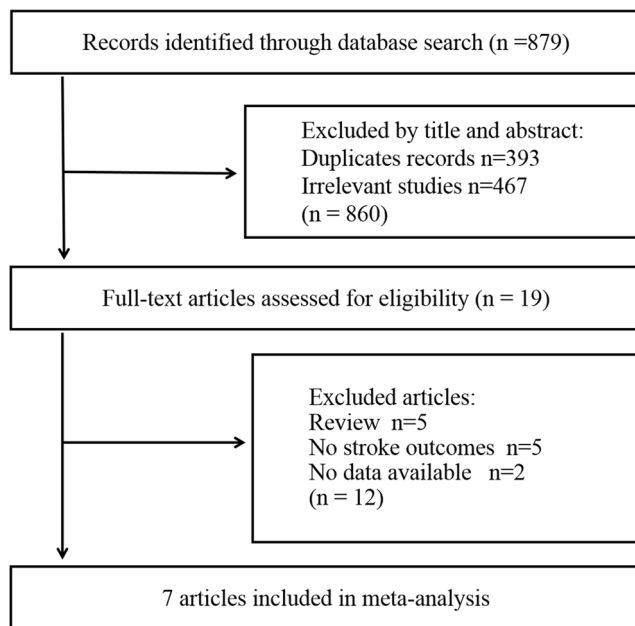 Records identified through database search (n =879)
Excluded by title and abstract:
Duplicates records n=393
Irrelevant studies n=467
(n = 860)
Full-text articles assessed for eligibility (n = 19)
Excluded articles:
Review n=5
No stroke outcomes n=5
No data available n=2
(n = 12)
7 articles included in meta-analysis